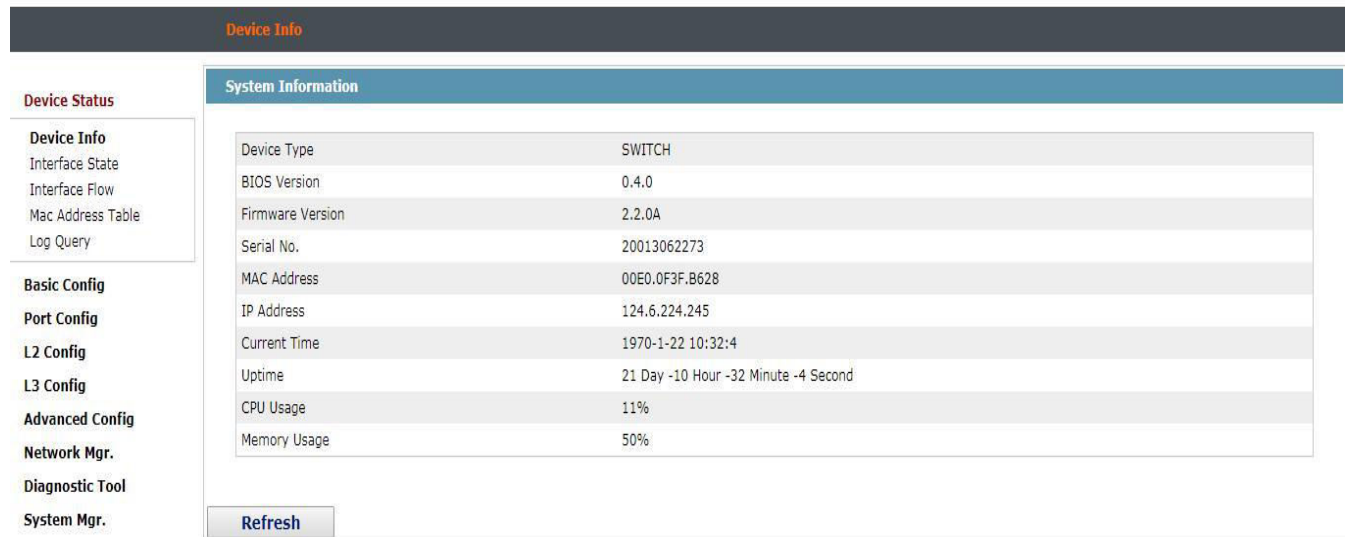 Device Info
Device Status
Device Info
Interface State
Interface Flow
Mac Address Table
Log Query
Basic Config
Port Config
L2 Config
L3 Config
Advanced Config
Network Mgr.
Diagnostic Tool
System Mgr.
System Information
Device Type SWITCH
BIOS Version 0.4.0
Firmware Version 2.2.0A
Serial No. 20013062273
MAC Address 00E0.0F3F.B628
IP Address 124.6.224.245
Current Time 1970-1-22 10:32:4
Uptime 21 Day -10 Hour -32 Minute -4 Second
CPU Usage 11%
Memory Usage 50%
Refresh